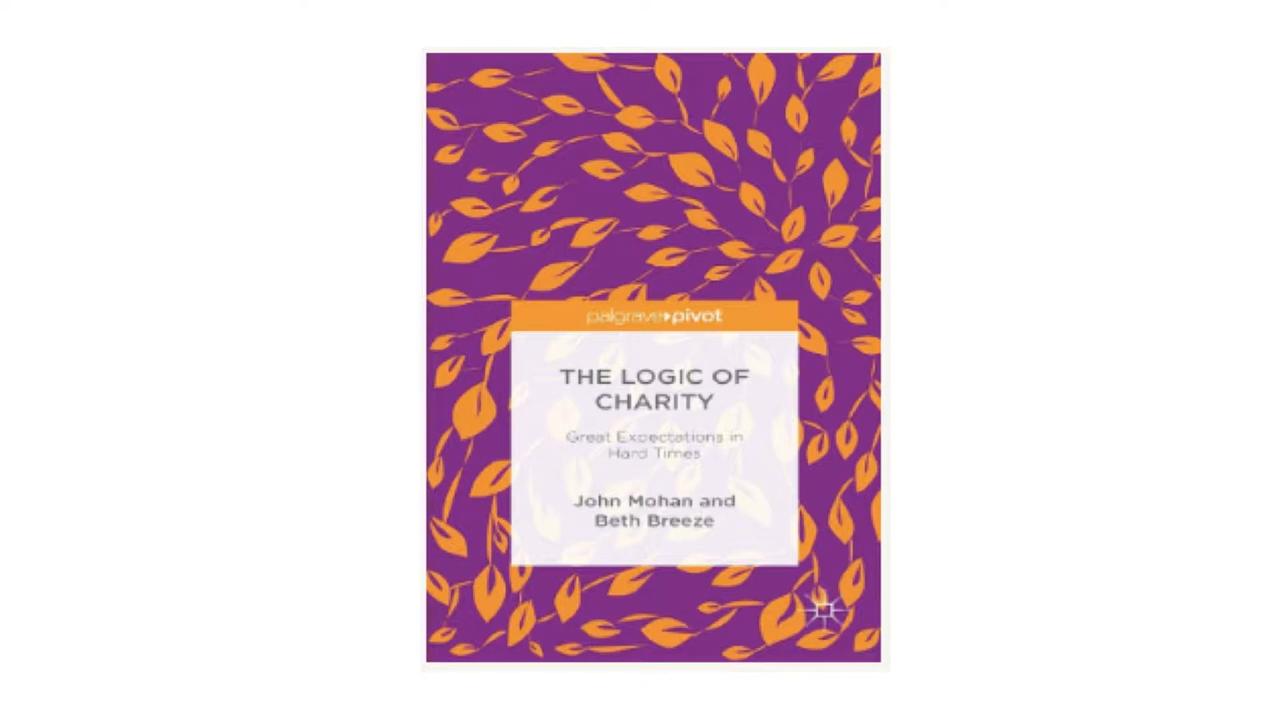 palgrave pivot
THE LOGIC OF
CHARITY
Great Expectations in
Hard Times
John Mohan and
Beth Breeze